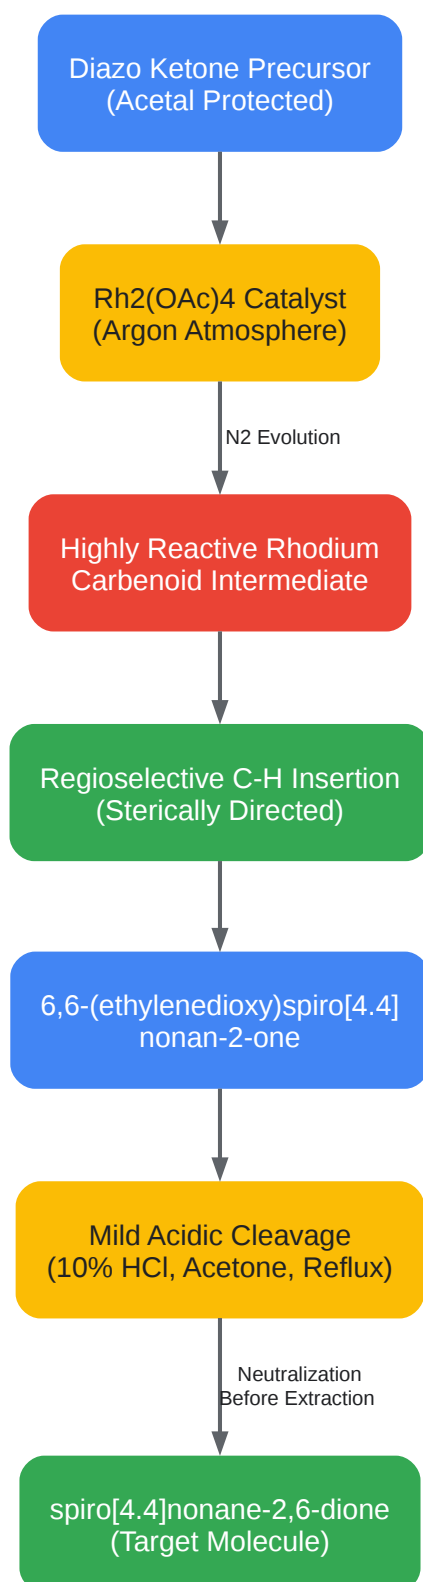 Diazo Ketone Precursor
(Acetal Protected)
Rh2(OAc)4 Catalyst
(Argon Atmosphere)
N2 Evolution
Highly Reactive Rhodium
Carbenoid Intermediate
Regioselective C-H Insertion
(Sterically Directed)
6,6-(ethylenedioxy)spiro[4.4]
nonan-2-one
Mild Acidic Cleavage
(10% HCl, Acetone, Reflux)
Neutralization
Before Extraction
spiro[4.4]nonane-2,6-dione
(Target Molecule)